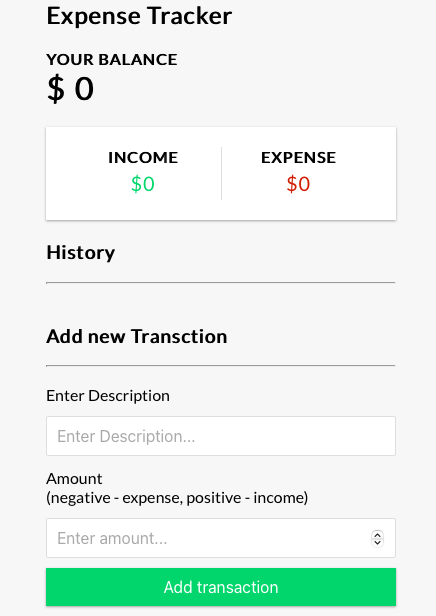 Expense Tracker
YOUR BALANCE
$ 0
INCOME
EXPENSE
$0
$0
History
Add new Transction
Enter Description
Enter Description...
Amount
(negative - expense, positive - income)
Enter amount...
Add transaction